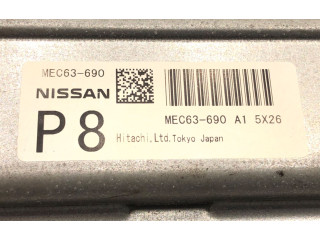 MEC63-690
NISSAN
MEC63-690 A1 5X26
P8
Hitachi,Ltd.Tokyo Japan